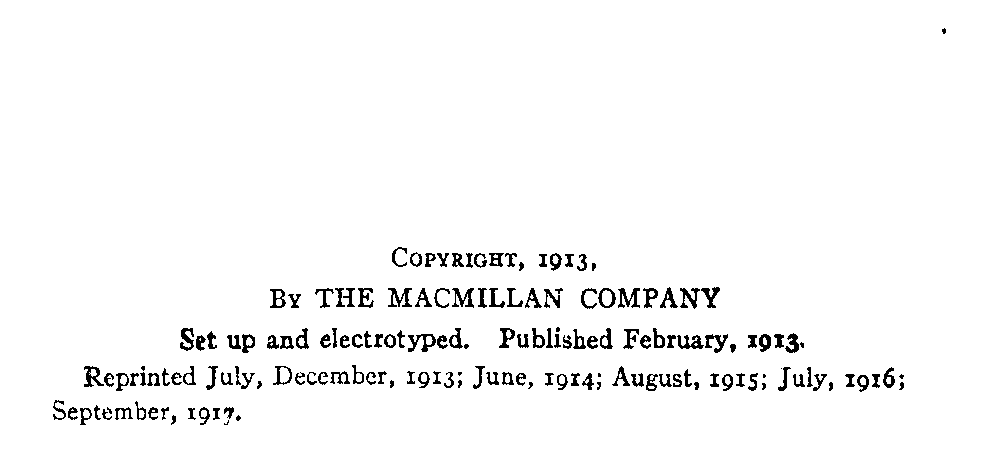 COPYRIGHT, 1913,
BY THE MACMILLAN COMPANY
Set up and electrotyped. Published February, 1913.
Reprinted July, December, 1913; June, 1914; August, 1915; July, 1916;
September, 1917.